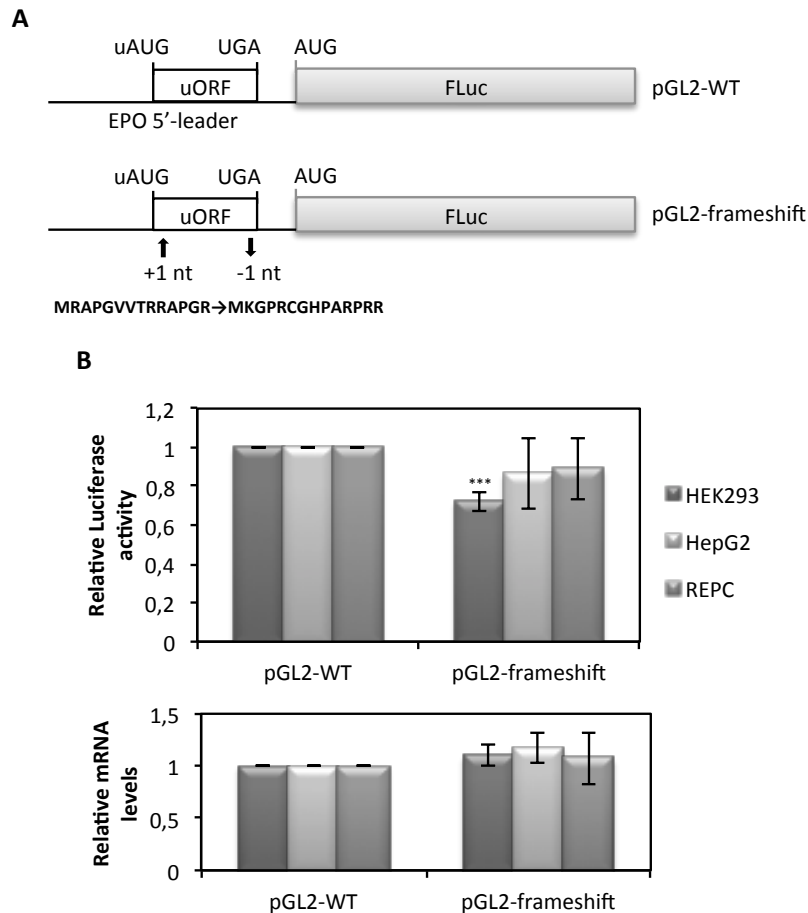 A
uAUG UGA AUG
uORF FLuc pGL2-WT
EPO 5’-leader
uAUG UGA AUG
uORF FLuc pGL2-frameshift
+1 nt -1 nt
MRAPGVVTRRAPGR→MKGPRCGHPARPRR
B
Relative Luciferase
activity
1,2
1
0,8
0,6
0,4
0,2
0
***
pGL2-WT pGL2-frameshift
HEK293
HepG2
REPC
Relative mRNA
levels
1,5
1
0,5
0
pGL2-WT pGL2-frameshift